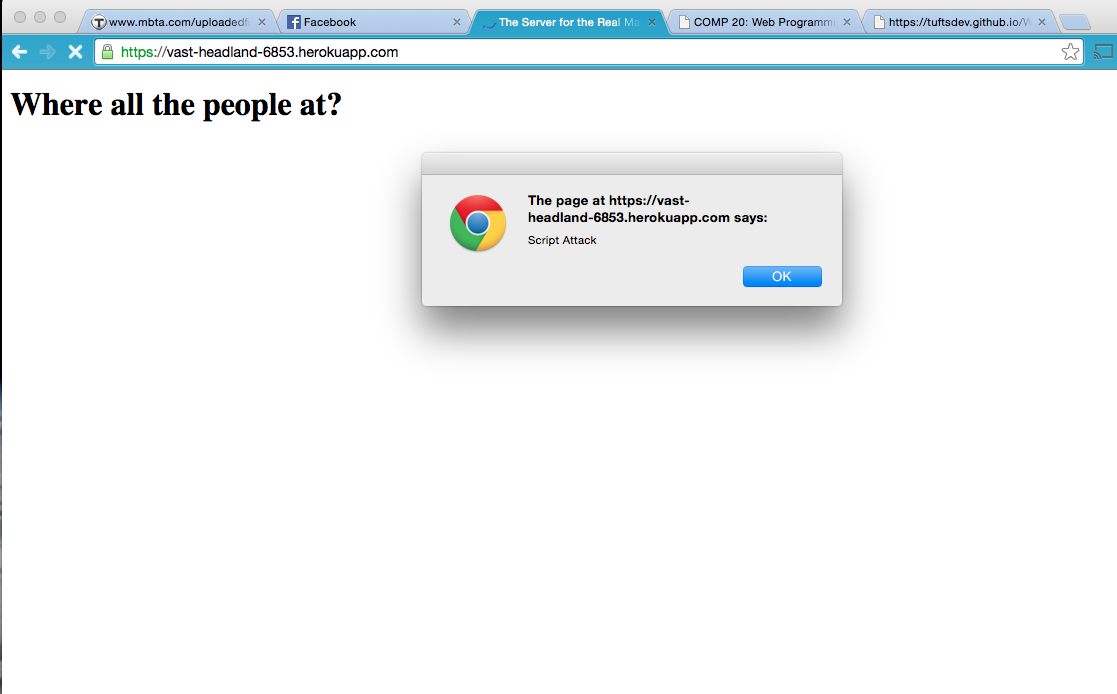 www.mbta.com/uploadedfi
Facebook
The Server for the Real Ma
COMP 20: Web Programmi
https://tuftsdev.github.io/W
https://vast-headland-6853.herokuapp.com
Where all the people at?
The page at https://vast-
headland-6853.herokuapp.com says:
Script Attack
OK